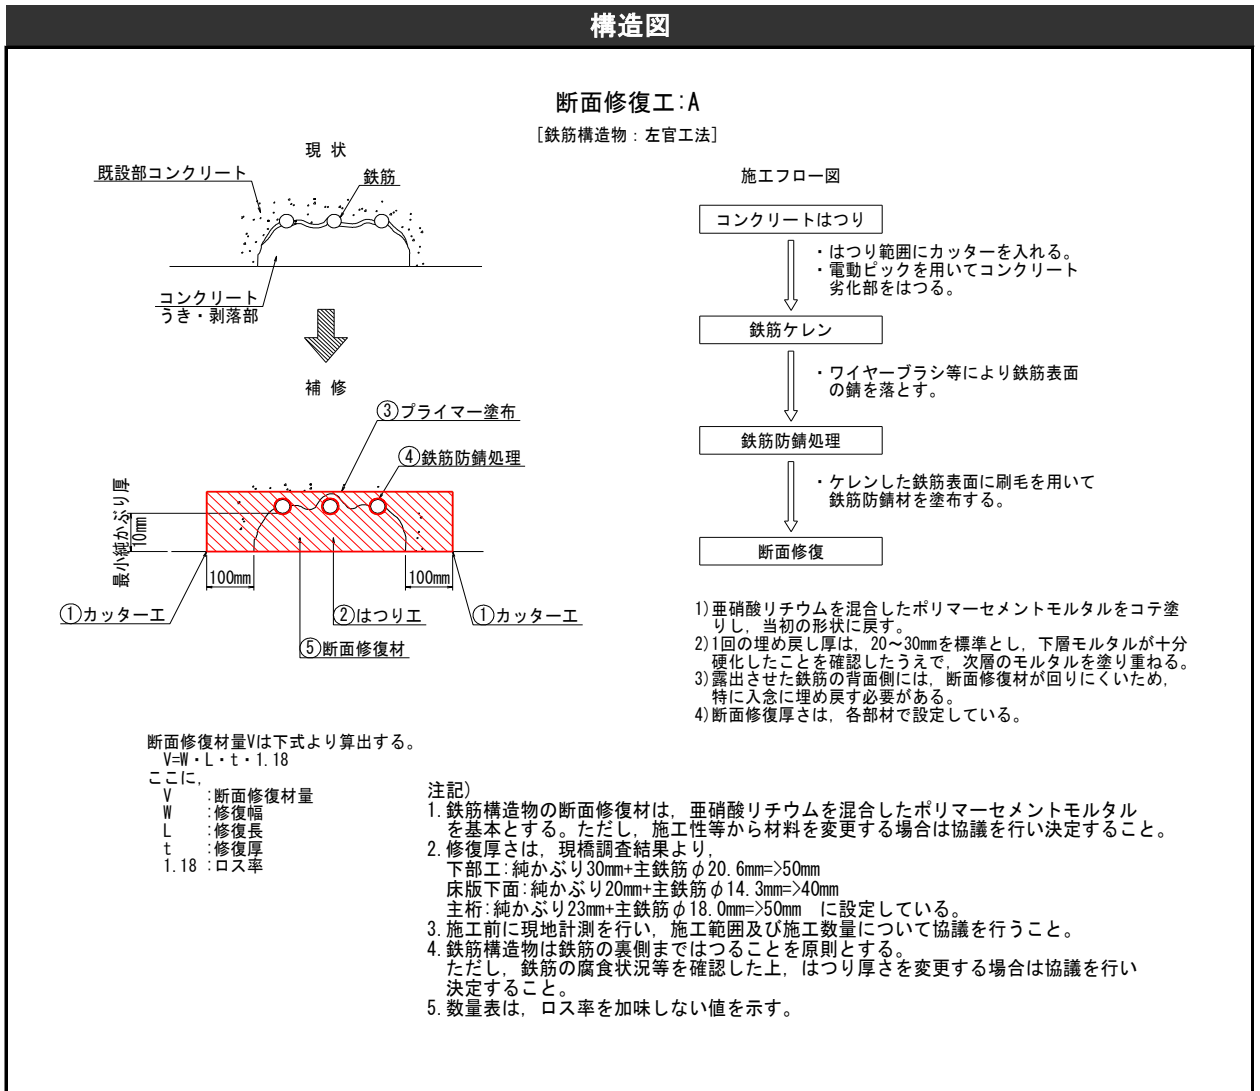 構造図
断面修復工:A
[鉄筋構造物：左官工法]
現 状
既設部コンクリート
鉄筋
コンクリート
うき・剥落部
補 修
③プライマー塗布
④鉄筋防錆処理
最小純かぶり厚
10mm
100mm
100mm
①カッター工
②はつり工
①カッター工
⑤断面修復材
施工フロー図
コンクリートはつり
・はつり範囲にカッターを入れる。
・電動ピックを用いてコンクリート
劣化部をはつる。
鉄筋ケレン
・ワイヤーブラシ等により鉄筋表面
の錆を落とす。
鉄筋防錆処理
・ケレンした鉄筋表面に刷毛を用いて
鉄筋防錆材を塗布する。
断面修復
1)亜硝酸リチウムを混合したポリマーセメントモルタルをコテ塗
りし，当初の形状に戻す。
2)1回の埋め戻し厚は，20～30mmを標準とし，下層モルタルが十分
硬化したことを確認したうえで，次層のモルタルを塗り重ねる。
3)露出させた鉄筋の背面側には，断面修復材が回りにくいため，
特に入念に埋め戻す必要がある。
4)断面修復厚さは，各部材で設定している。
断面修復材量Vは下式より算出する。
V=W・L・t・1.18
ここに，
V :断面修復材量
W :修復幅
L :修復長
t :修復厚
1.18 :ロス率
注記)
1.鉄筋構造物の断面修復材は，亜硝酸リチウムを混合したポリマーセメントモルタル
を基本とする。ただし，施工性等から材料を変更する場合は協議を行い決定すること。
2.修復厚さは，現橋調査結果より，
下部工:純かぶり30mm+主鉄筋φ20.6mm=>50mm
床版下面:純かぶり20mm+主鉄筋φ14.3mm=>40mm
主桁:純かぶり23mm+主鉄筋φ18.0mm=>50mm に設定している。
3.施工前に現地計測を行い，施工範囲及び施工数量について協議を行うこと。
4.鉄筋構造物は鉄筋の裏側まではつることを原則とする。
ただし，鉄筋の腐食状況等を確認した上，はつり厚さを変更する場合は協議を行い
決定すること。
5.数量表は，ロス率を加味しない値を示す。